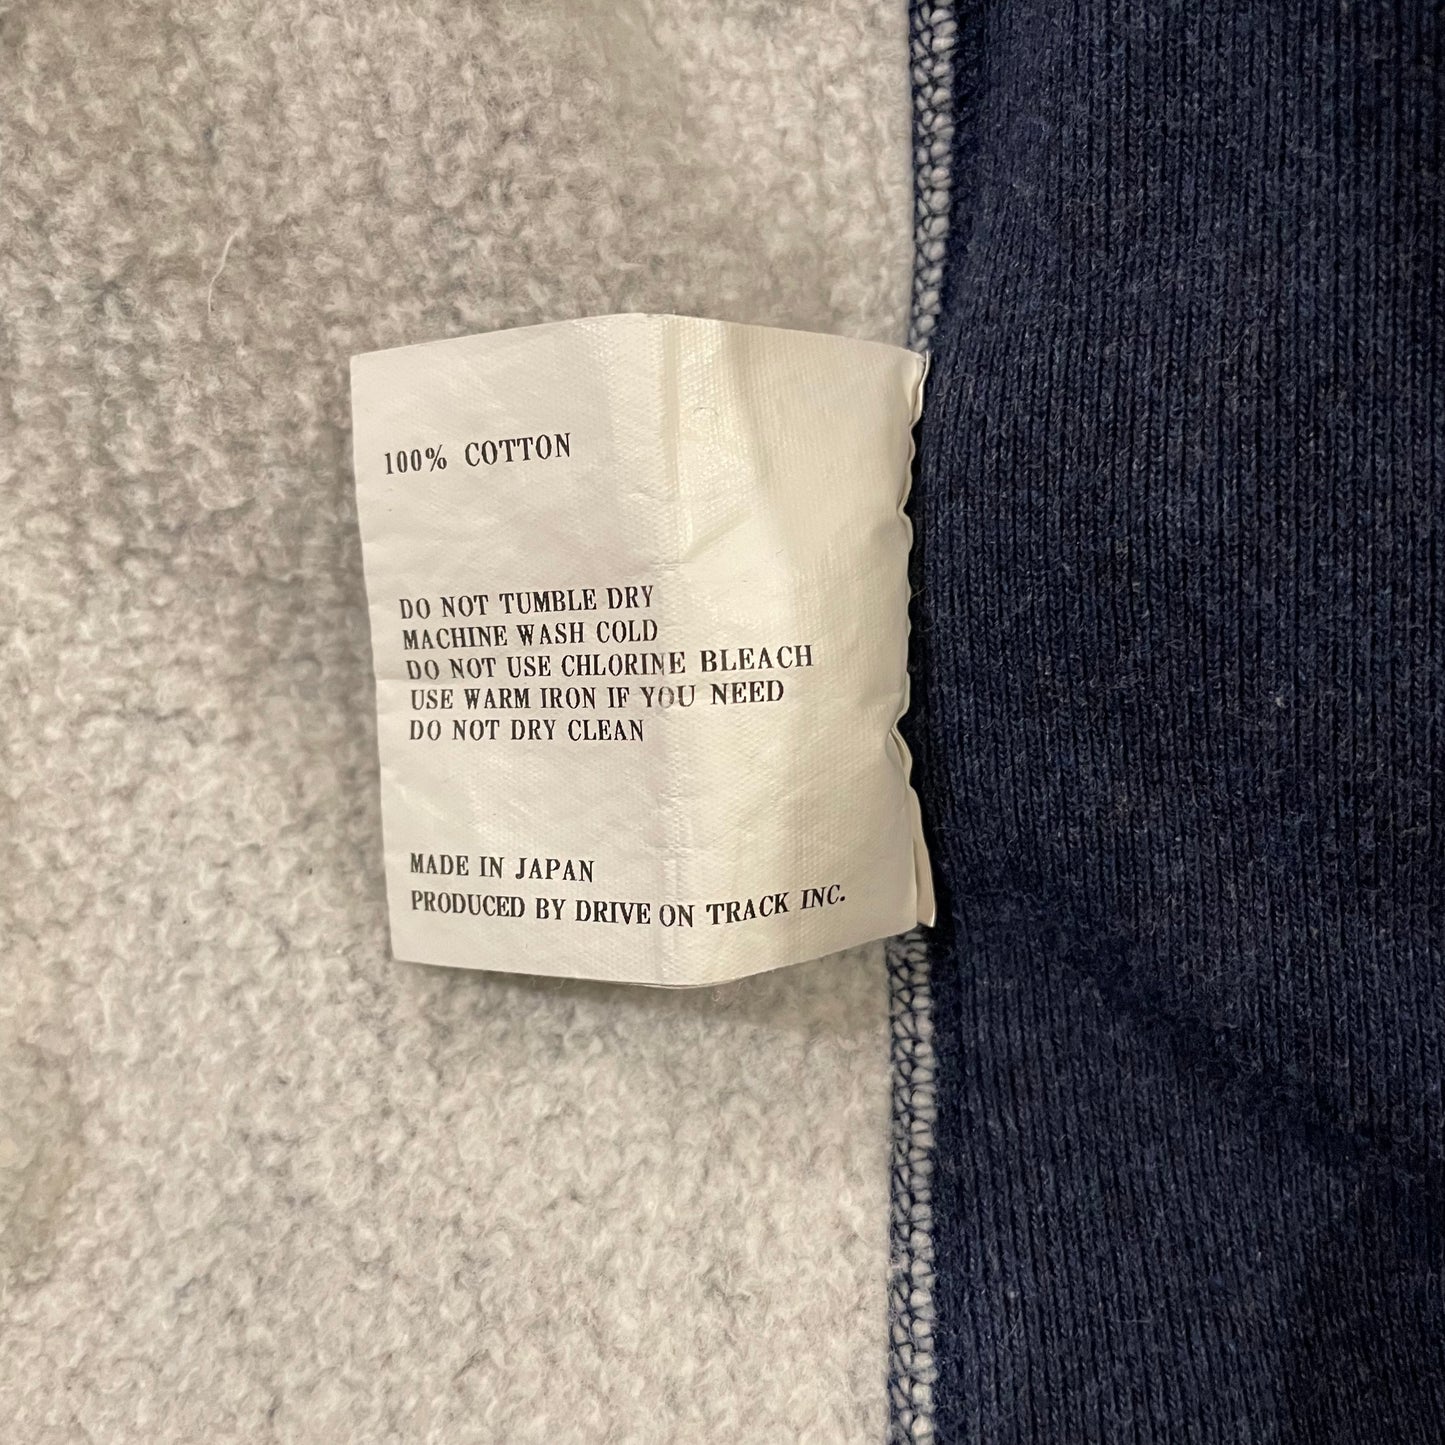 100% COTTON
DO NOT TUMBLE DRY
MACHINE WASH COLD
DO NOT USE CHLORINE BLEACH
USE WARM IRON IF YOU NEED
DO NOT DRY CLEAN
MADE IN JAPAN
PRODUCED BY DRIVE ON TRACK INC.